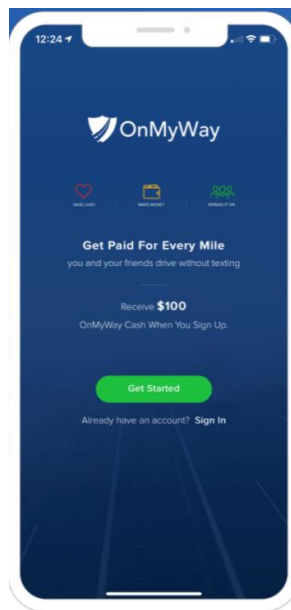 12:24
OnMyWay
SAVE LIVES MAKE MONEY SPREAD IT ON
Get Paid For Every Mile
you and your friends drive without texting
Receive $100
OnMyWay Cash When You Sign Up.
Get Started
Already have an account? Sign In